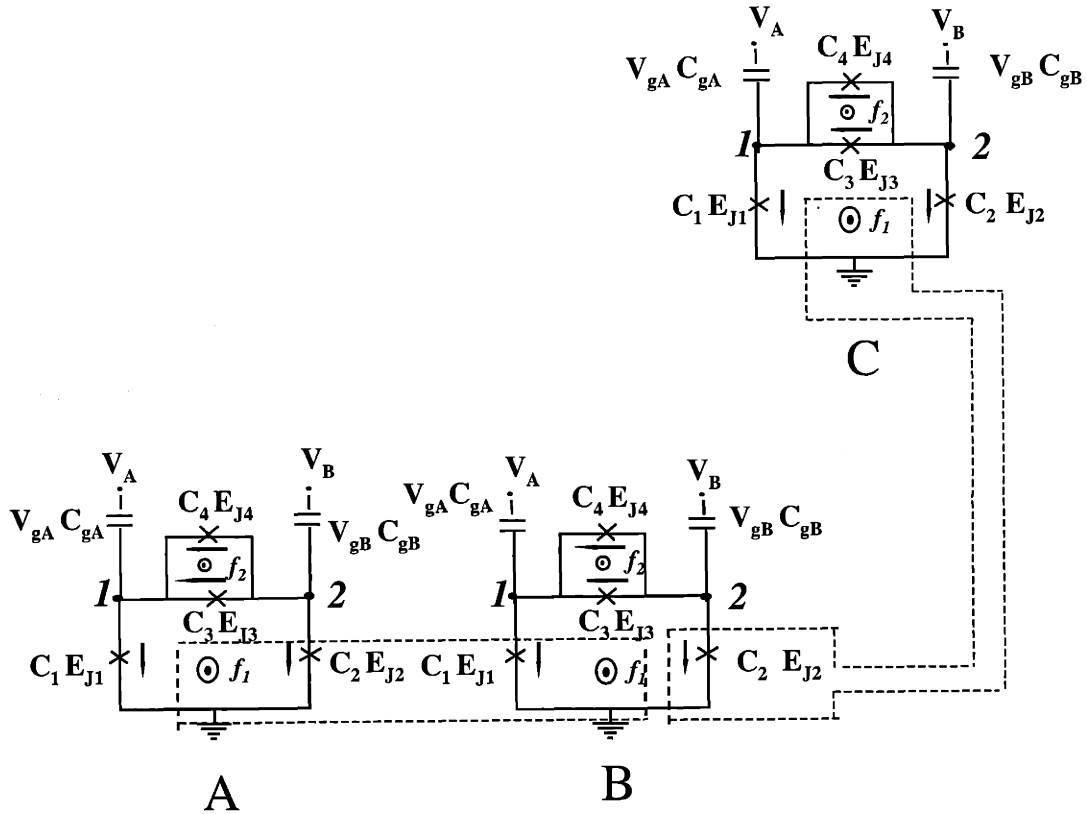 V_A V_B
C_4 E_J4
V_gA C_gA V_gB C_gB
f_2
1 2
C_3 E_J3
C_1 E_J1 C_2 E_J2
f_1
C
V_A V_B V_A V_B
C_4 E_J4 C_4 E_J4
V_gA C_gA V_gB C_gB V_gA C_gA V_gB C_gB
f_2 f_2
1 2 1 2
C_3 E_J3 C_3 E_J3
C_1 E_J1 f_1 C_2 E_J2 C_1 E_J1 f_1 C_2 E_J2
A B